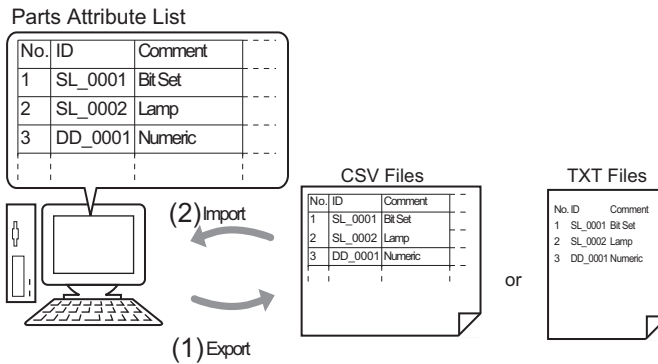 Parts Attribute List
No. ID Comment
1 SL_0001 Bit Set
2 SL_0002 Lamp
3 DD_0001 Numeric
CSV Files
No. ID Comment
1 SL_0001 Bit Set
2 SL_0002 Lamp
3 DD_0001 Numeric
or
TXT Files
No. ID Comment
1 SL_0001 Bit Set
2 SL_0002 Lamp
3 DD_0001 Numeric
(2) Import
(1) Export